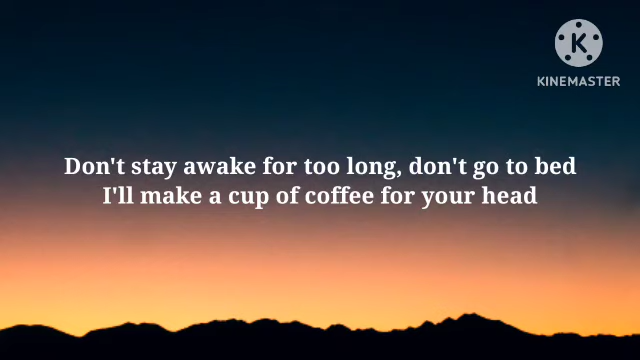 KINEMASTER
Don't stay awake for too long, don't go to bed
I'll make a cup of coffee for your head